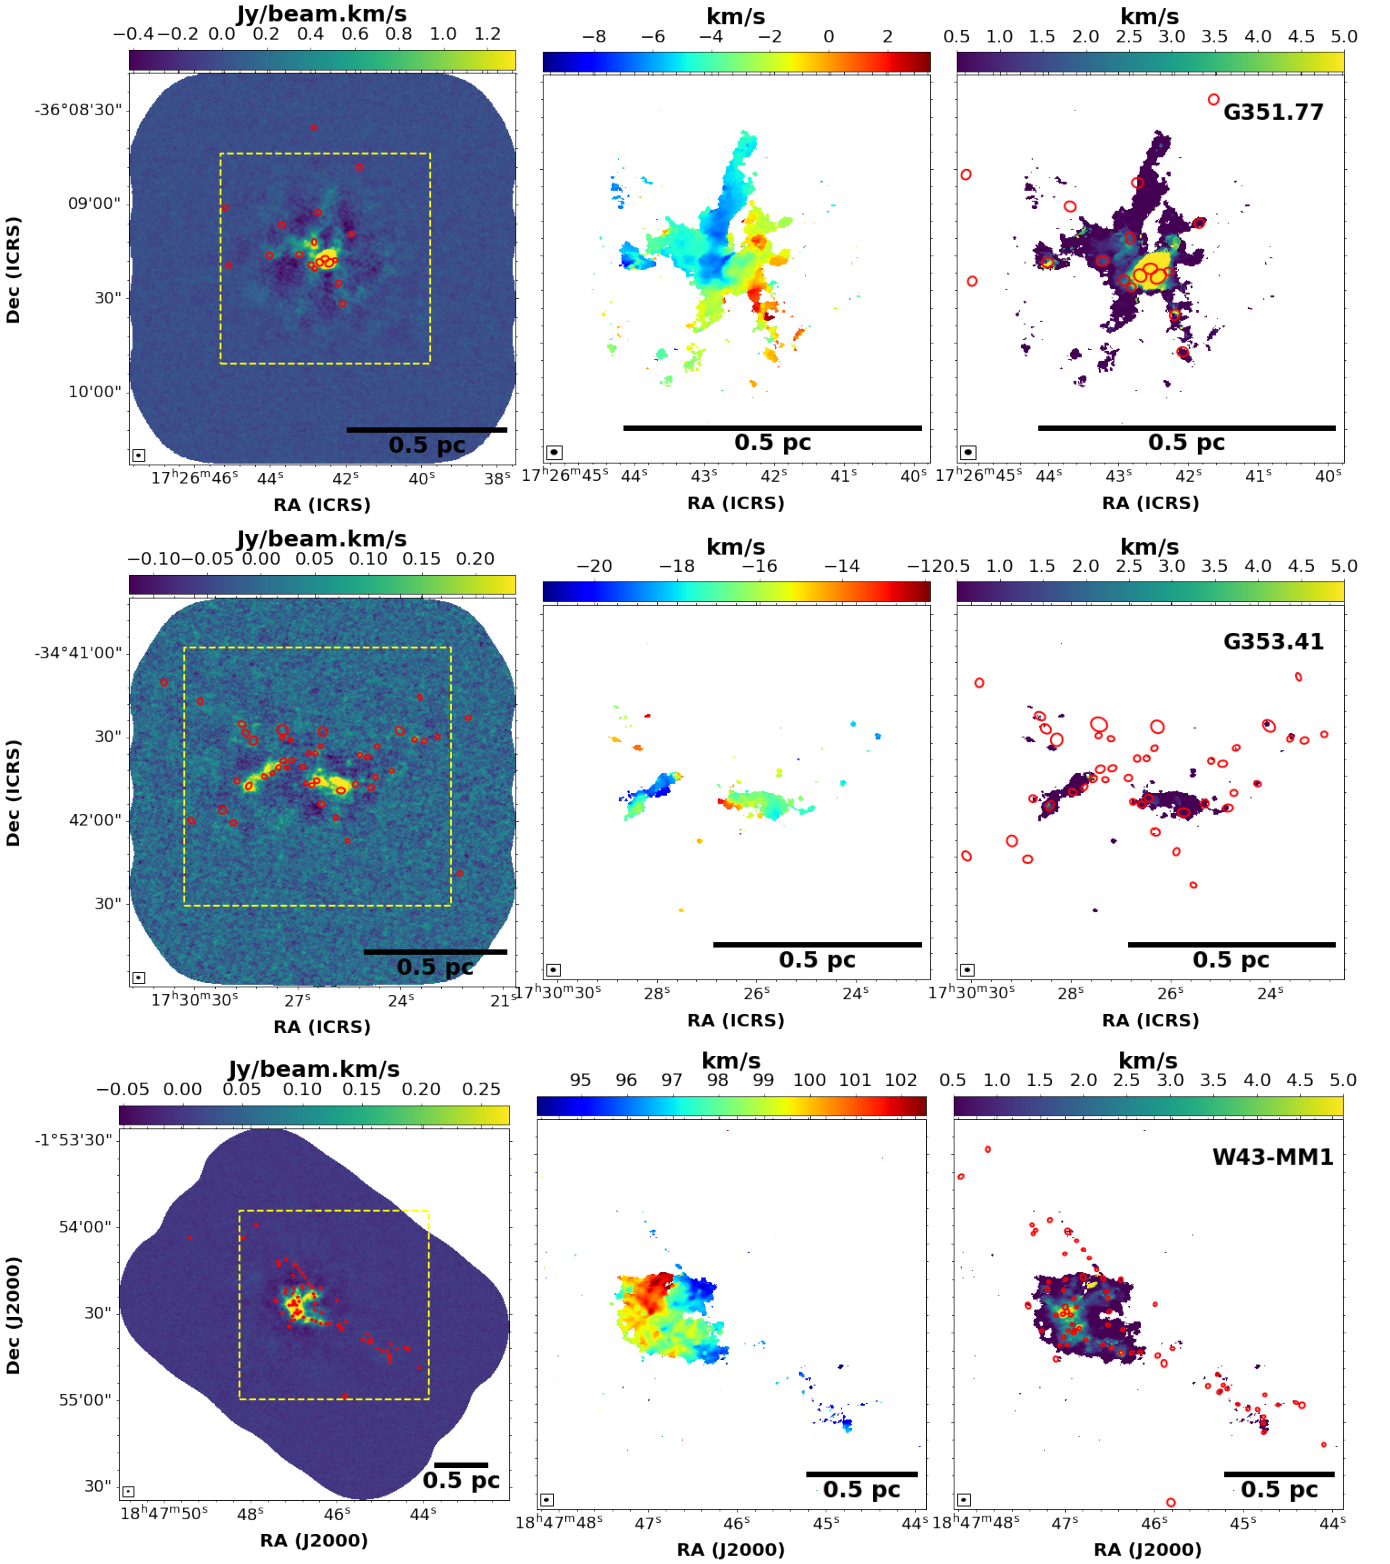 Jy/beam.km/s
−0.4 −0.2 0.0 0.2 0.4 0.6 0.8 1.0 1.2
km/s
−8 −6 −4 −2 0 2
km/s
0.5 1.0 1.5 2.0 2.5 3.0 3.5 4.0 4.5 5.0
Dec (ICRS)
-36°08'30"
09'00"
30"
10'00"
0.5 pc
0.5 pc
G351.77
0.5 pc
17ʰ26ᵐ46ˢ 44ˢ 42ˢ 40ˢ 38ˢ
17ʰ26ᵐ45ˢ 44ˢ 43ˢ 42ˢ 41ˢ 40ˢ
17ʰ26ᵐ45ˢ 44ˢ 43ˢ 42ˢ 41ˢ 40ˢ
RA (ICRS)
RA (ICRS)
RA (ICRS)
Jy/beam.km/s
−0.10 −0.05 0.00 0.05 0.10 0.15 0.20
km/s
−20 −18 −16 −14 −12
km/s
0.5 1.0 1.5 2.0 2.5 3.0 3.5 4.0 4.5 5.0
Dec (ICRS)
-34°41'00"
30"
42'00"
30"
0.5 pc
0.5 pc
G353.41
0.5 pc
17ʰ30ᵐ30ˢ 27ˢ 24ˢ 21ˢ
17ʰ30ᵐ30ˢ 28ˢ 26ˢ 24ˢ
17ʰ30ᵐ30ˢ 28ˢ 26ˢ 24ˢ
RA (ICRS)
RA (ICRS)
RA (ICRS)
Jy/beam.km/s
−0.05 0.00 0.05 0.10 0.15 0.20 0.25
km/s
95 96 97 98 99 100 101 102
km/s
0.5 1.0 1.5 2.0 2.5 3.0 3.5 4.0 4.5 5.0
Dec (J2000)
-1°53'30"
54'00"
30"
55'00"
30"
0.5 pc
0.5 pc
W43-MM1
0.5 pc
18ʰ47ᵐ50ˢ 48ˢ 46ˢ 44ˢ
18ʰ47ᵐ48ˢ 47ˢ 46ˢ 45ˢ 44ˢ
18ʰ47ᵐ48ˢ 47ˢ 46ˢ 45ˢ 44ˢ
RA (J2000)
RA (J2000)
RA (J2000)